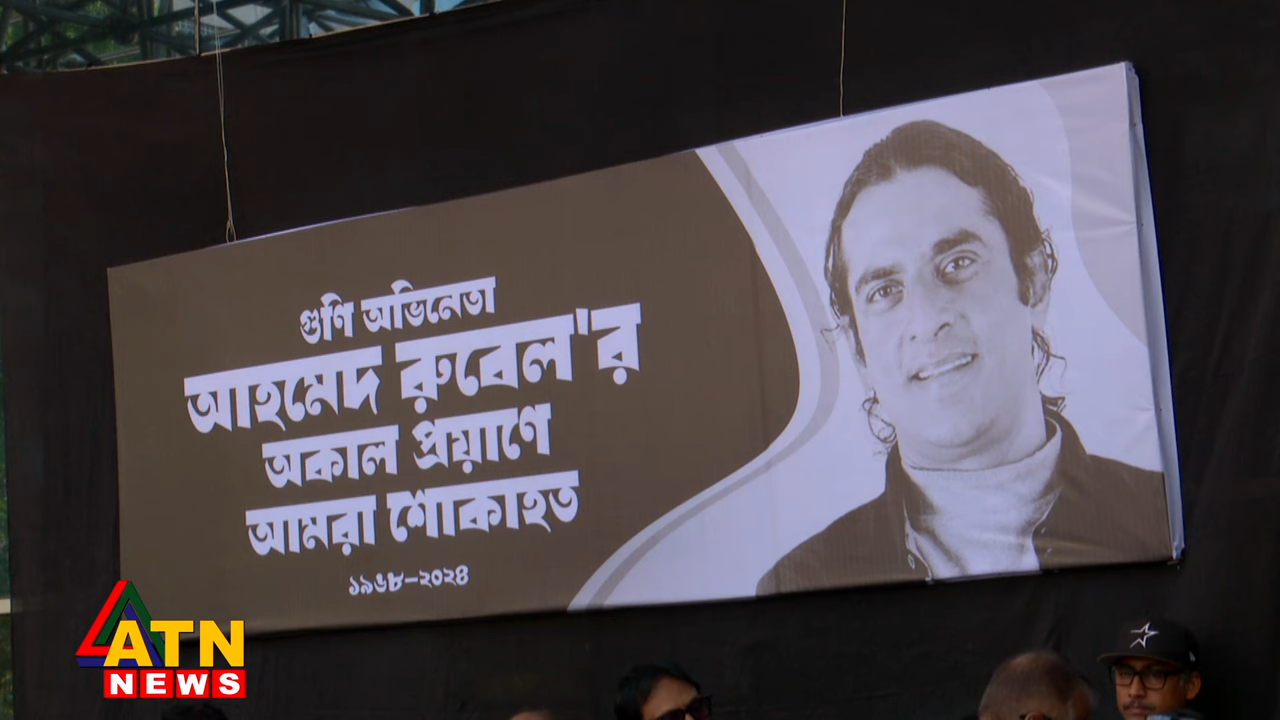 গুণি অভিনেতা
আহমেদ রুবেল'র
অকাল প্রয়াণে
আমরা শোকাহত
১৯৬৮-২০২৪
ATN
NEWS